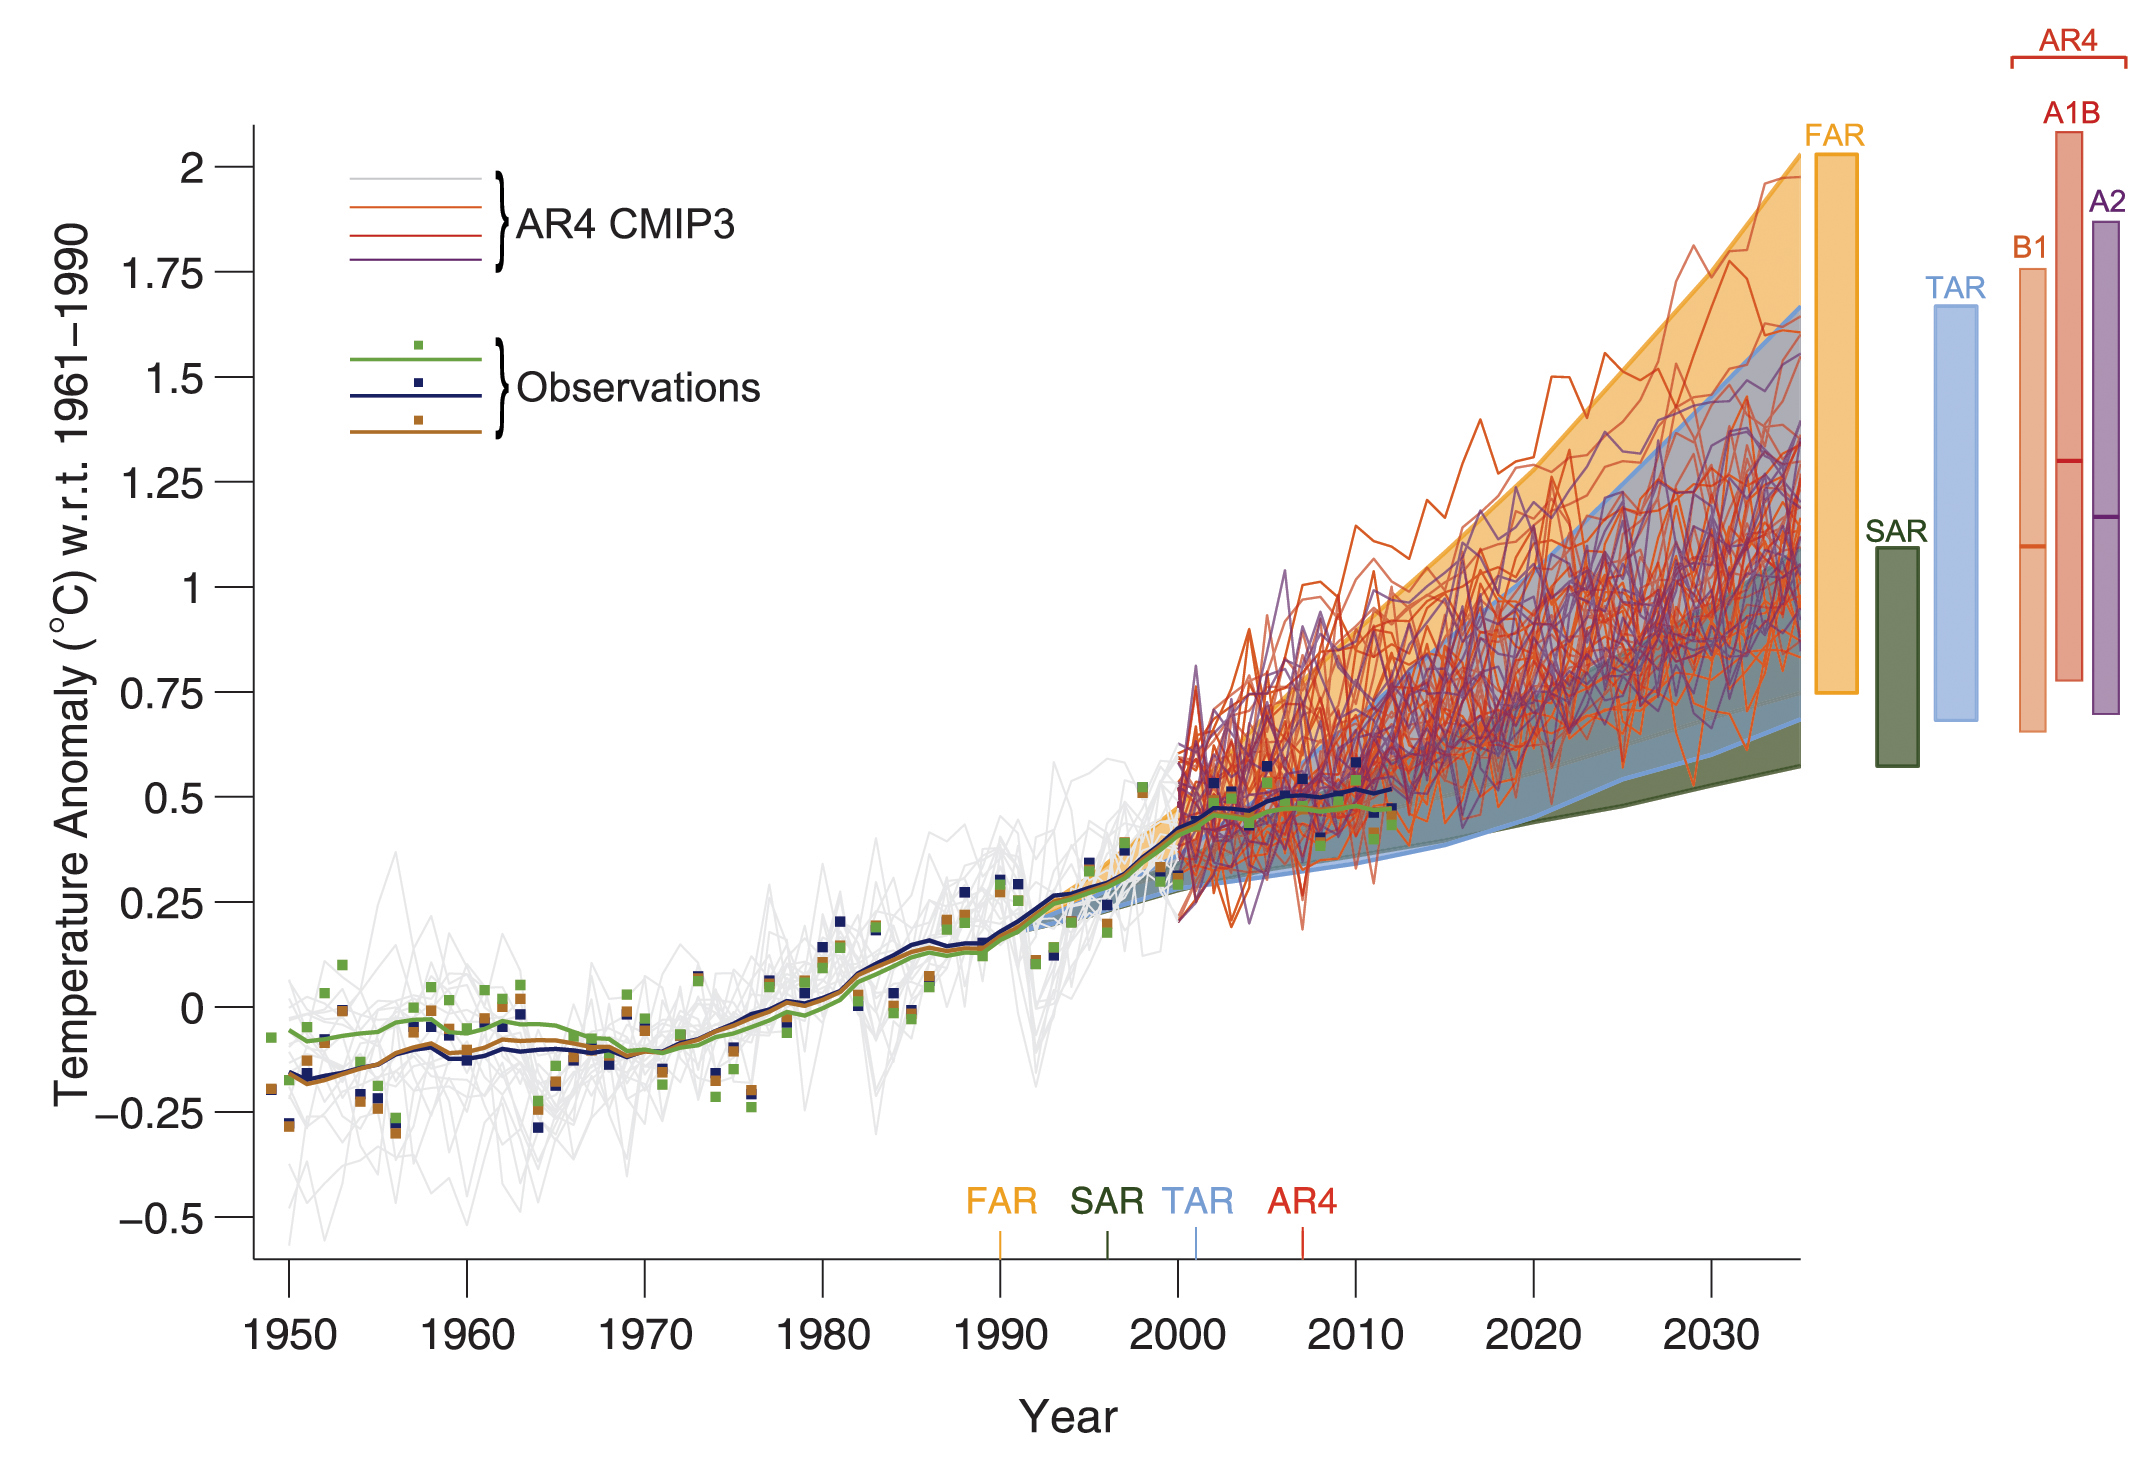 AR4
A1B
FAR
A2
B1
TAR
SAR
Temperature Anomaly (°C) w.r.t. 1961–1990
2
1.75
1.5
1.25
1
0.75
0.5
0.25
0
−0.25
−0.5
AR4 CMIP3
Observations
FAR SAR TAR AR4
1950 1960 1970 1980 1990 2000 2010 2020 2030
Year